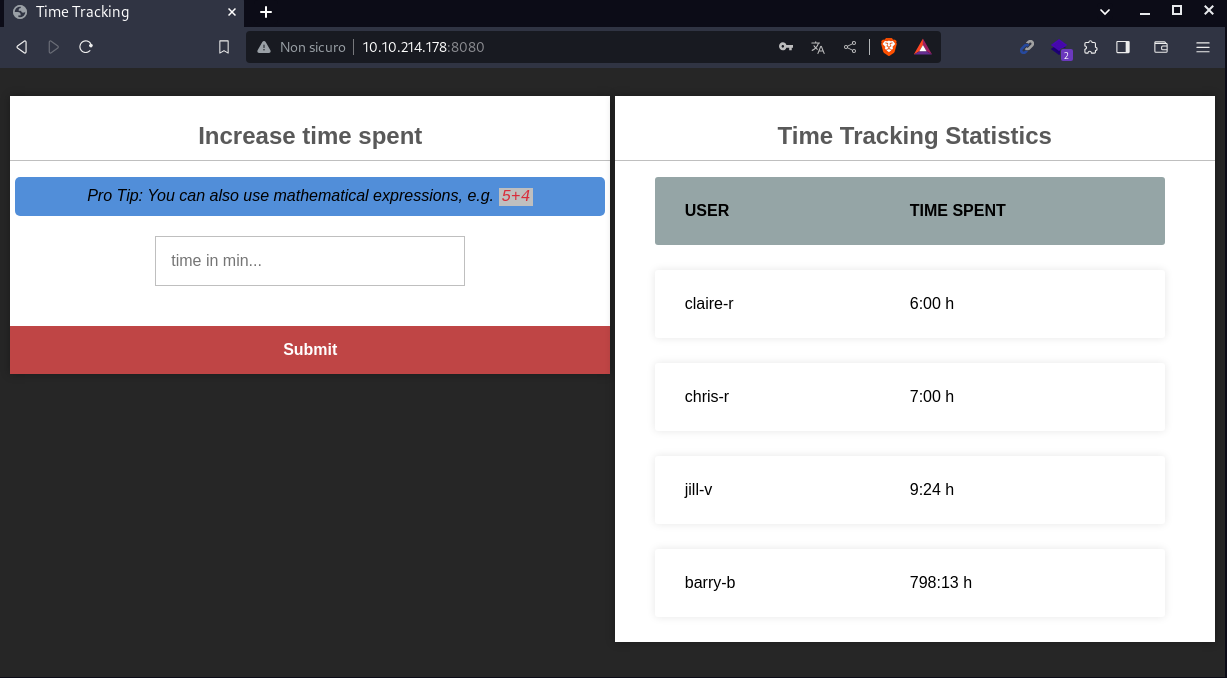 Time Tracking
Non sicuro 10.10.214.178:8080
2
Increase time spent
Pro Tip: You can also use mathematical expressions, e.g. 5+4
time in min...
Submit
Time Tracking Statistics
USER TIME SPENT
claire-r 6:00 h
chris-r 7:00 h
jill-v 9:24 h
barry-b 798:13 h